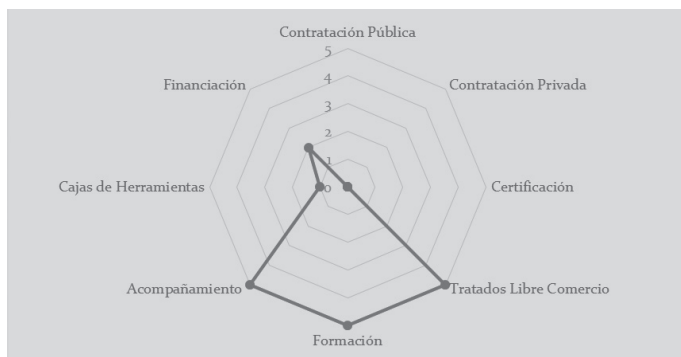 Contratación Pública
5
Financiación
4
Contratación Privada
3
2
1
Cajas de Herramientas
0
Certificación
Acompañamiento
Tratados Libre Comercio
Formación